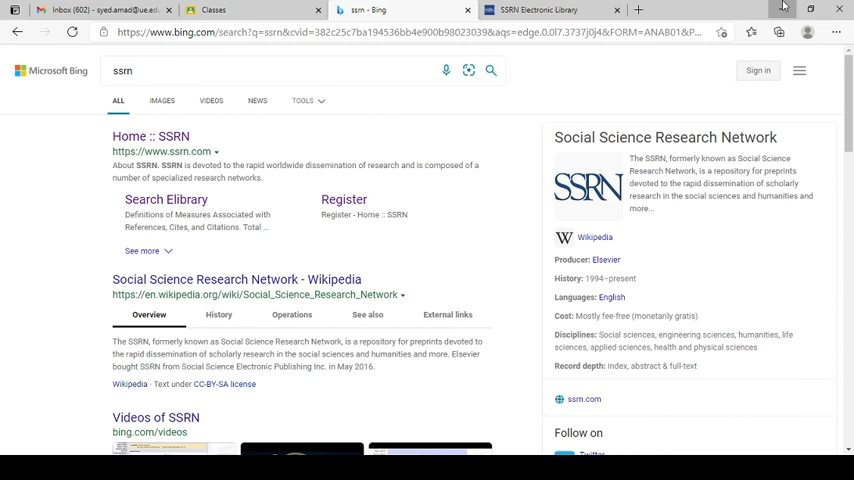 Inbox (602) - syed.amad@ue.edu
Classes
ssrn - Bing
SSRN Electronic Library
https://www.bing.com/search?q=ssrn&cvid=382c25c7ba194536bb4e900b98023039&aqs=edge.0.0l7.3737j0j4&FORM=ANAB01&P...
Microsoft Bing
ssrn
Sign in
ALL
IMAGES
VIDEOS
NEWS
TOOLS
Home :: SSRN
https://www.ssrn.com
About SSRN. SSRN is devoted to the rapid worldwide dissemination of research and is composed of a
number of specialized research networks.
Search Elibrary
Definitions of Measures Associated with
References, Cites, and Citations. Total ...
Register
Register - Home :: SSRN
See more
Social Science Research Network - Wikipedia
https://en.wikipedia.org/wiki/Social_Science_Research_Network
Overview
History
Operations
See also
External links
The SSRN, formerly known as Social Science Research Network, is a repository for preprints devoted to
the rapid dissemination of scholarly research in the social sciences and humanities and more. Elsevier
bought SSRN from Social Science Electronic Publishing Inc. in May 2016.
Wikipedia · Text under CC-BY-SA license
Videos of SSRN
bing.com/videos
Social Science Research Network
SSRN
The SSRN, formerly known as Social Science
Research Network, is a repository for preprints
devoted to the rapid dissemination of scholarly
research in the social sciences and humanities and
more...
Wikipedia
Producer: Elsevier
History: 1994–present
Languages: English
Cost: Mostly fee-free (monetarily gratis)
Disciplines: Social sciences, engineering sciences, humanities, life
sciences, applied sciences, health and physical sciences
Record depth: Index, abstract & full-text
ssrn.com
Follow on
Twitter